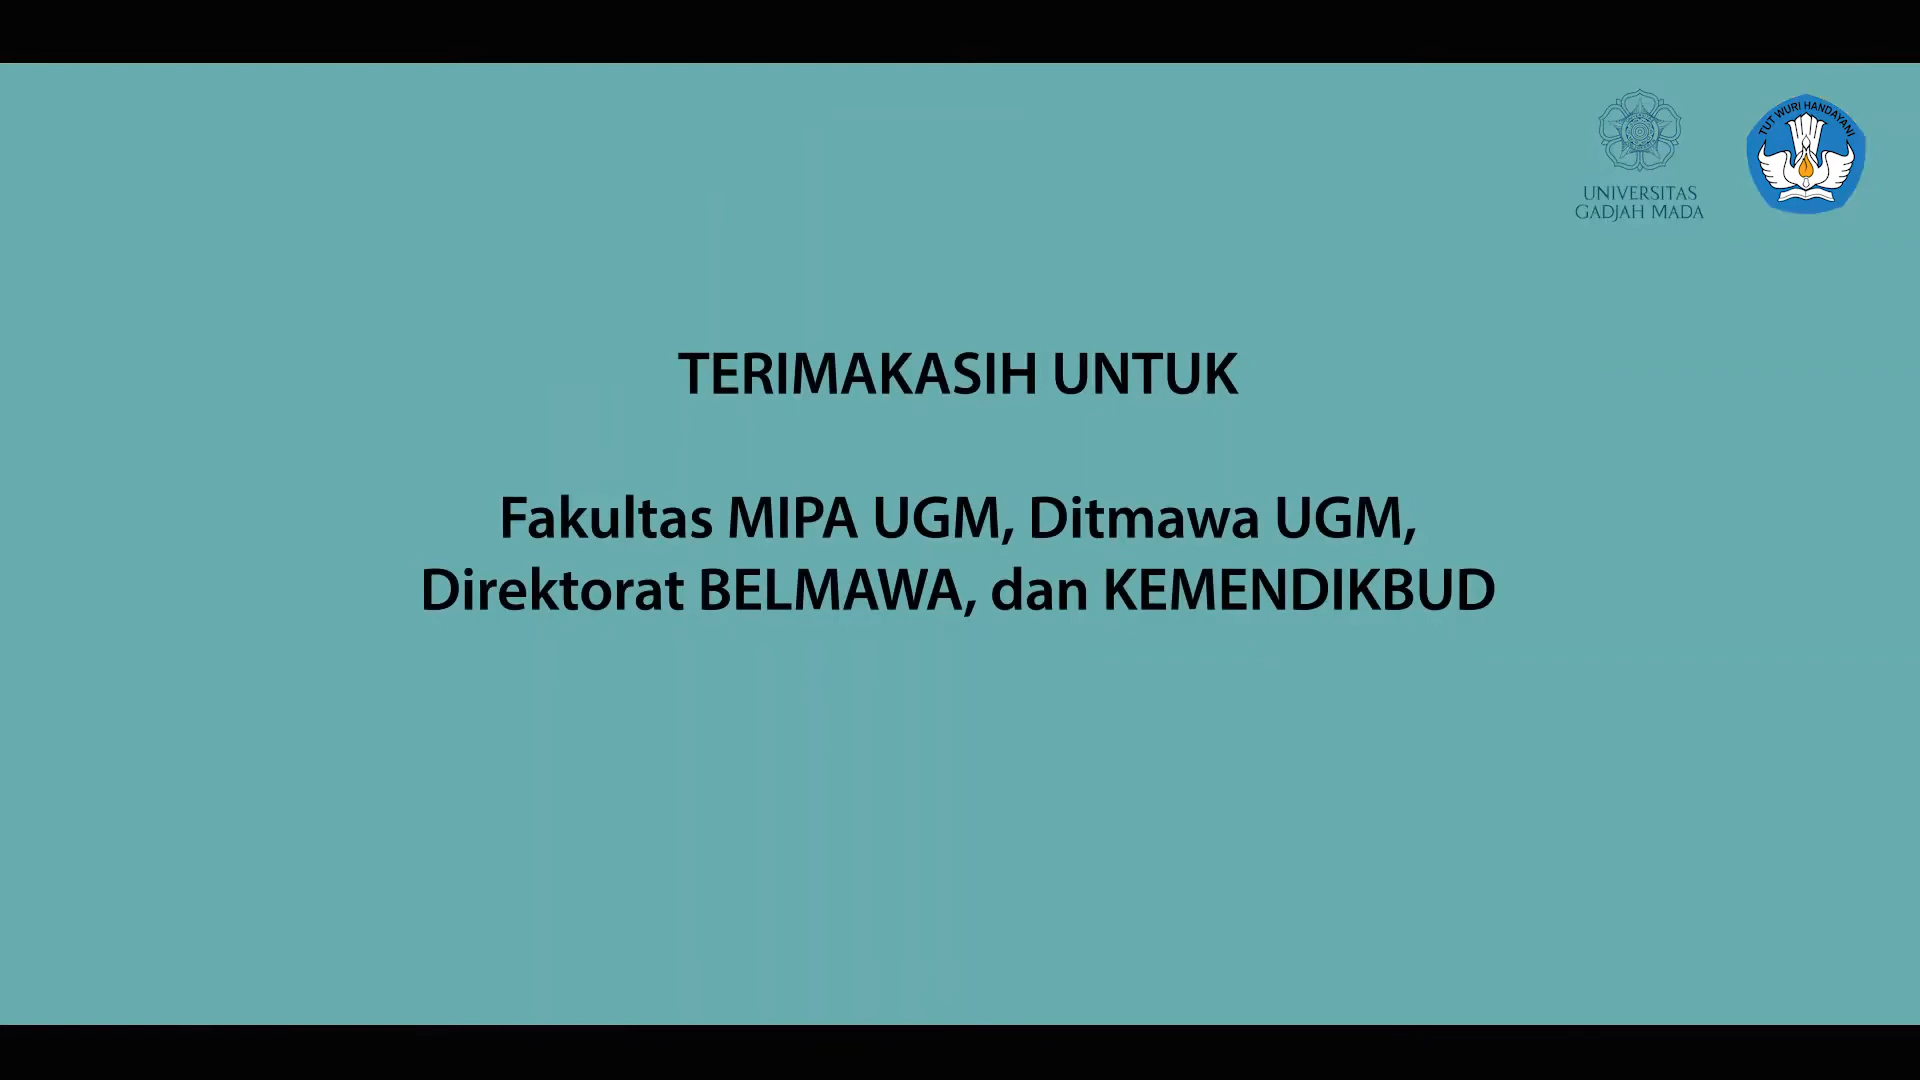 UNIVERSITAS
GADJAH MADA
TUT WURI HANDAYANI
TERIMAKASIH UNTUK
Fakultas MIPA UGM, Ditmawa UGM,
Direktorat BELMAWA, dan KEMENDIKBUD